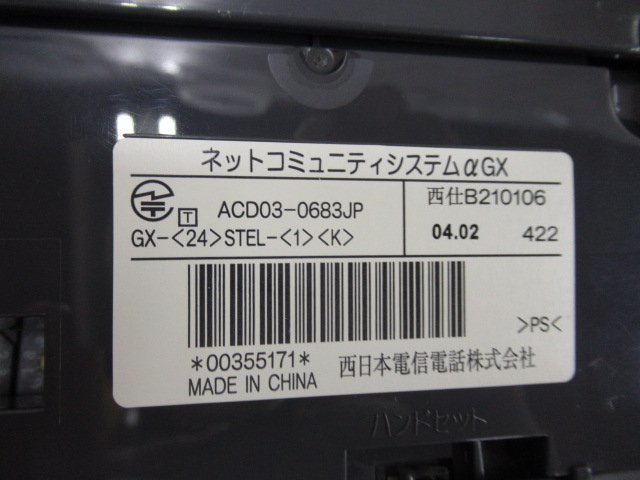 ネットコミュニティシステムαGX
T ACD03-0683JP
GX-<24>STEL-<1><K>
西仕B210106
04.02 422
>PS<
*00355171*
MADE IN CHINA
西日本電信電話株式会社
ハンドセット